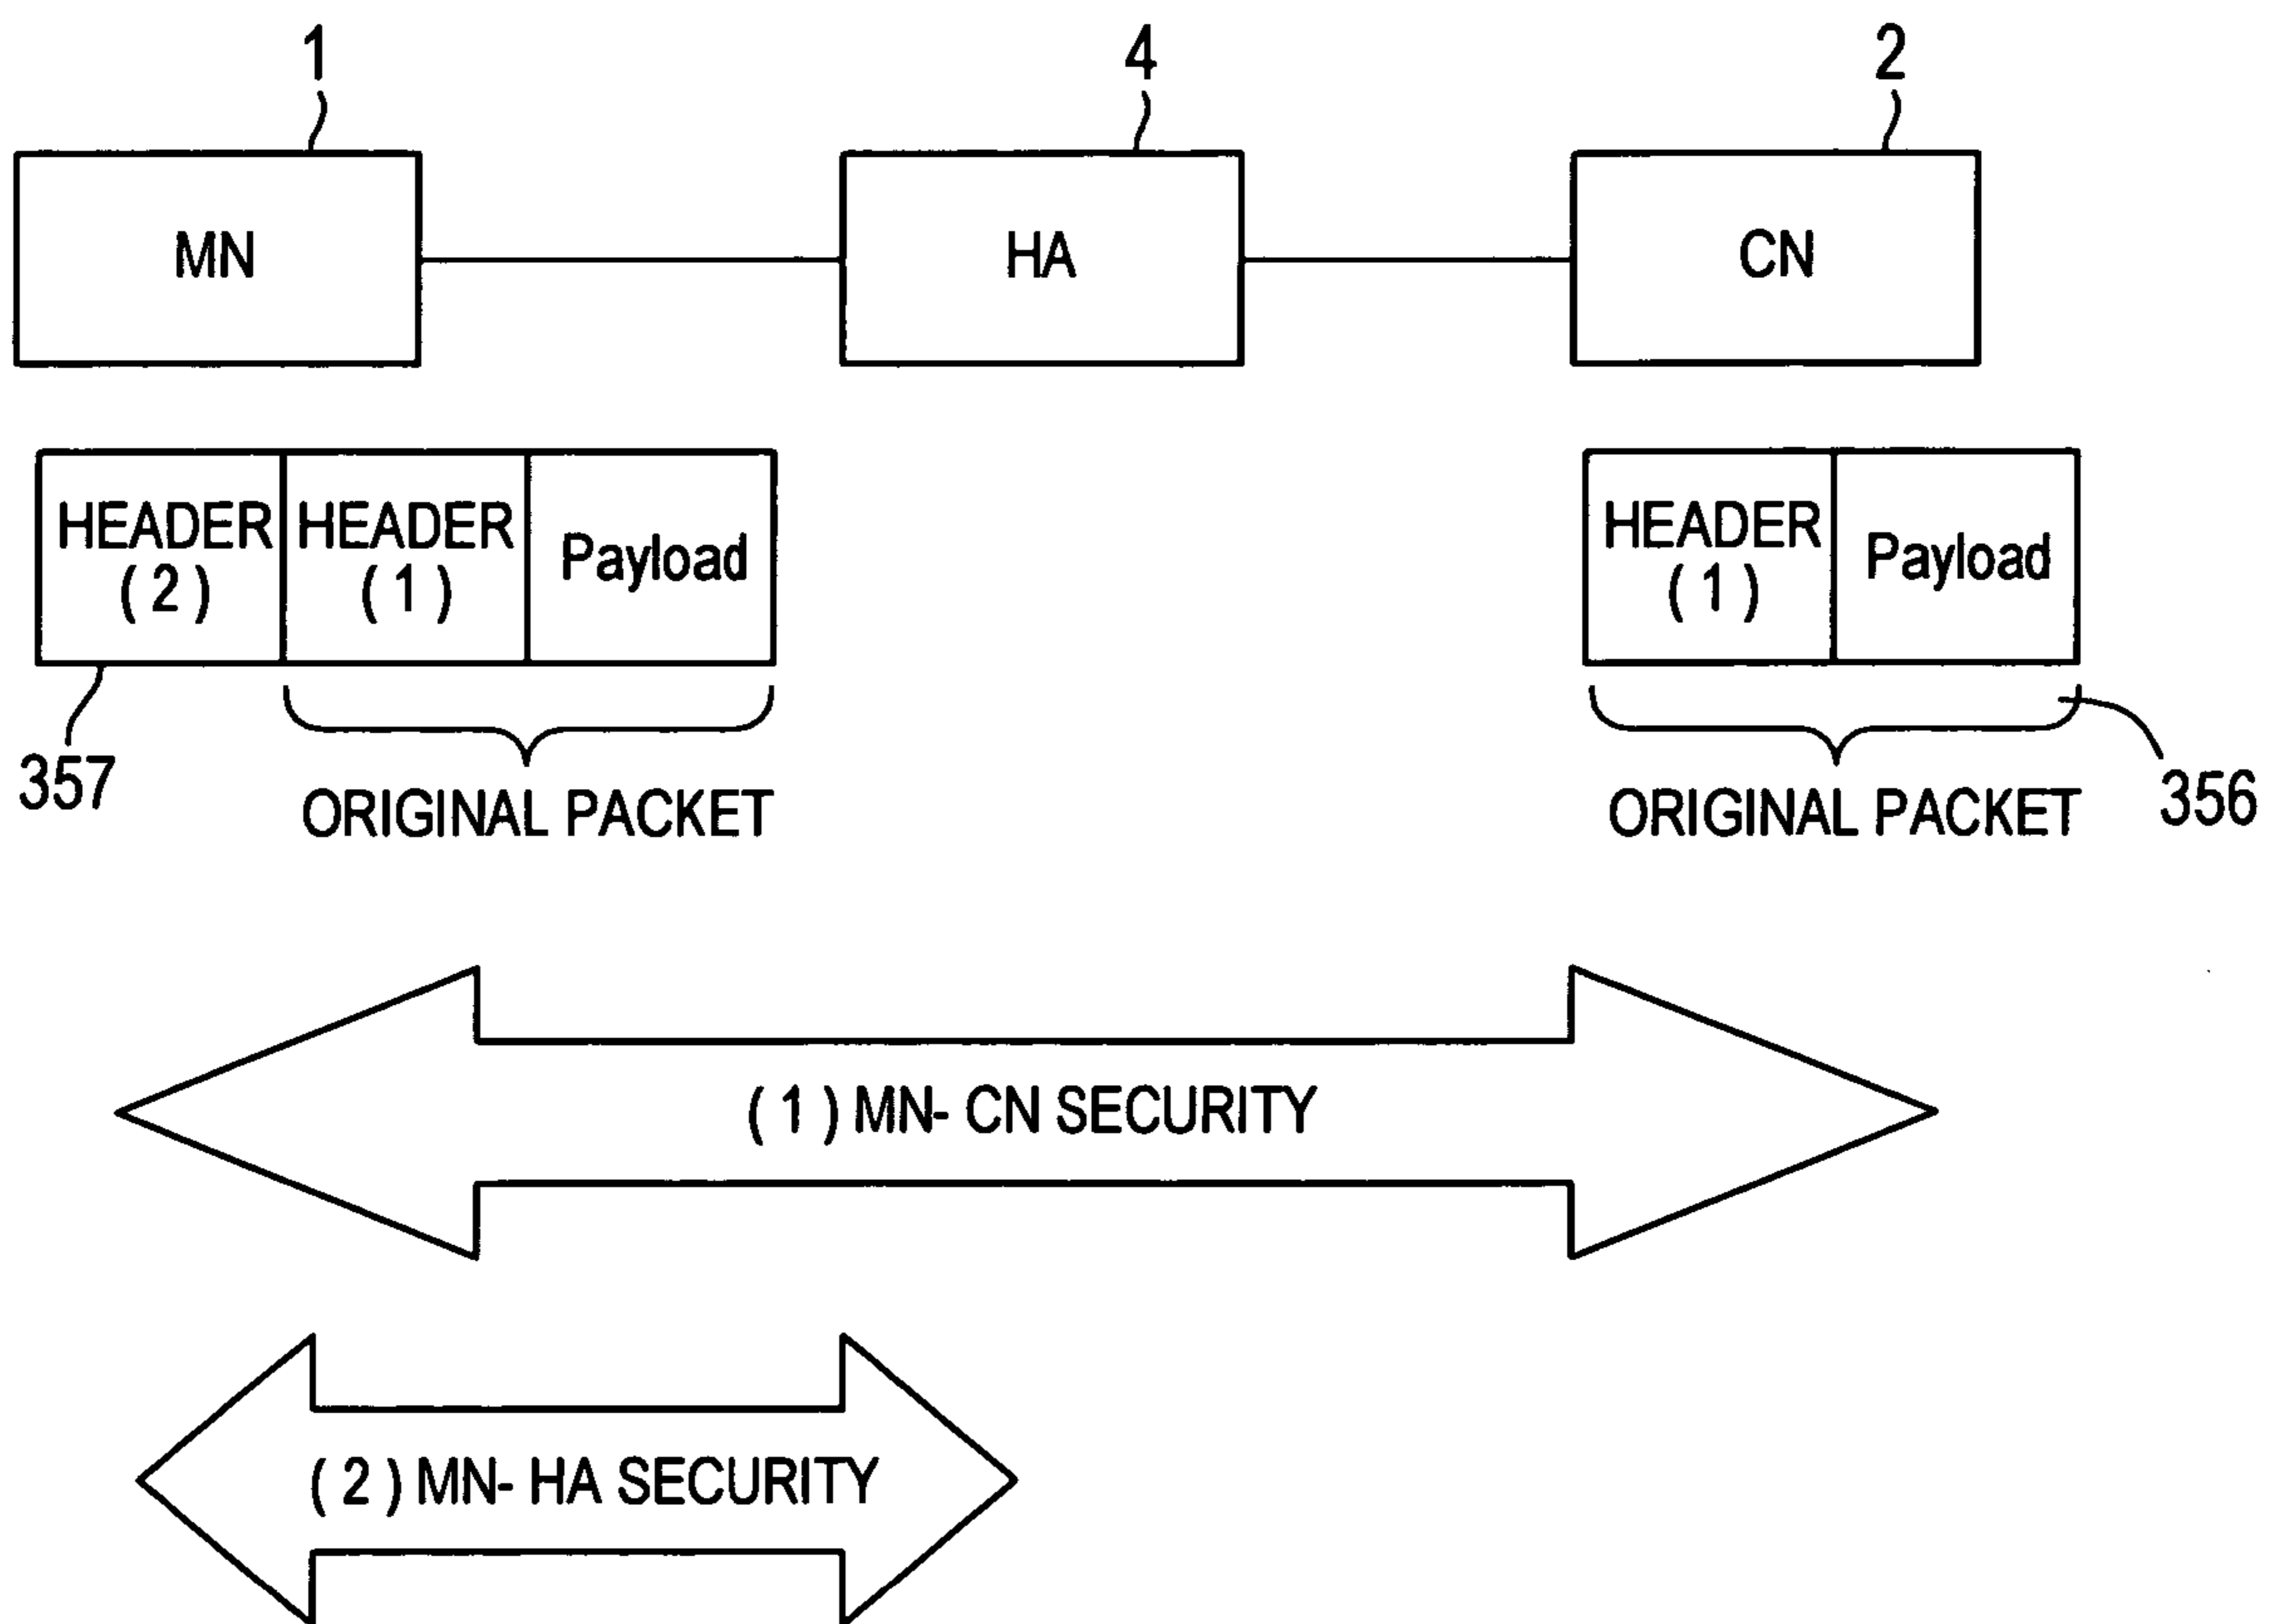 1
4
2
MN
HA
CN
HEADER
( 2 )
HEADER
( 1 )
Payload
HEADER
( 1 )
Payload
357
ORIGINAL PACKET
ORIGINAL PACKET
356
( 1 ) MN- CN SECURITY
( 2 ) MN- HA SECURITY